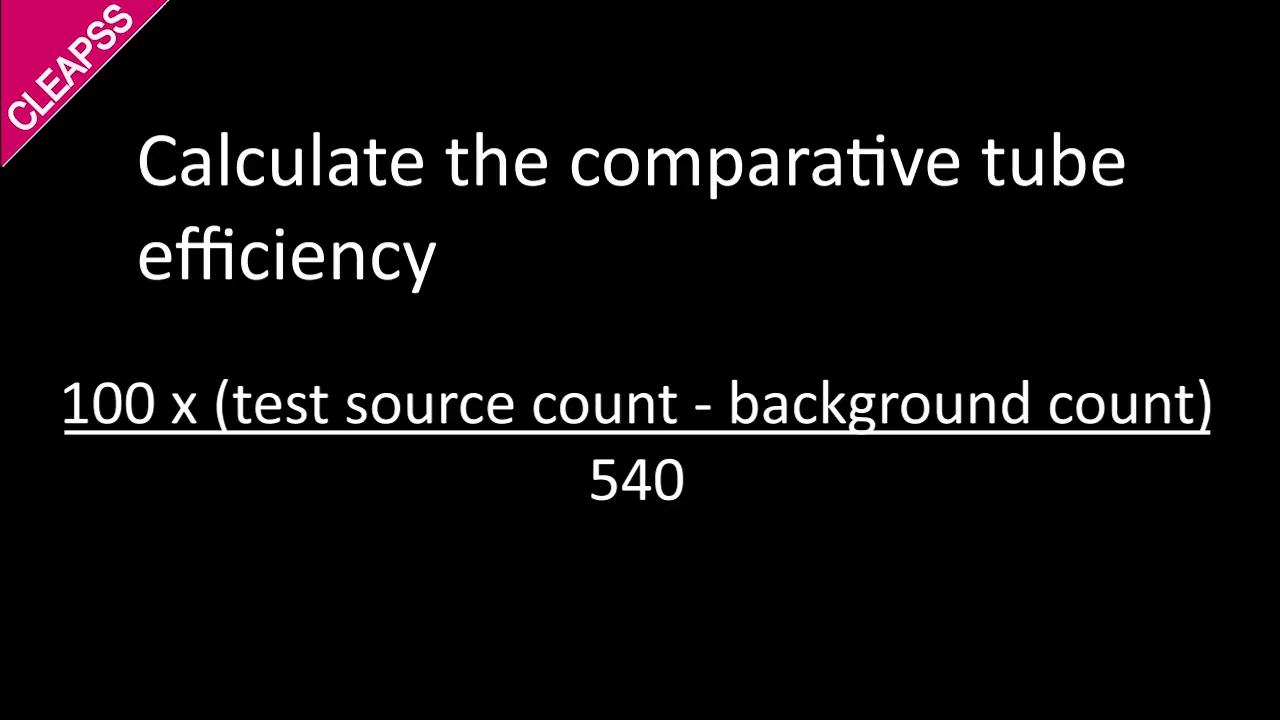 CLEAPSS
Calculate the comparative tube
efficiency
100 x (test source count - background count)
540